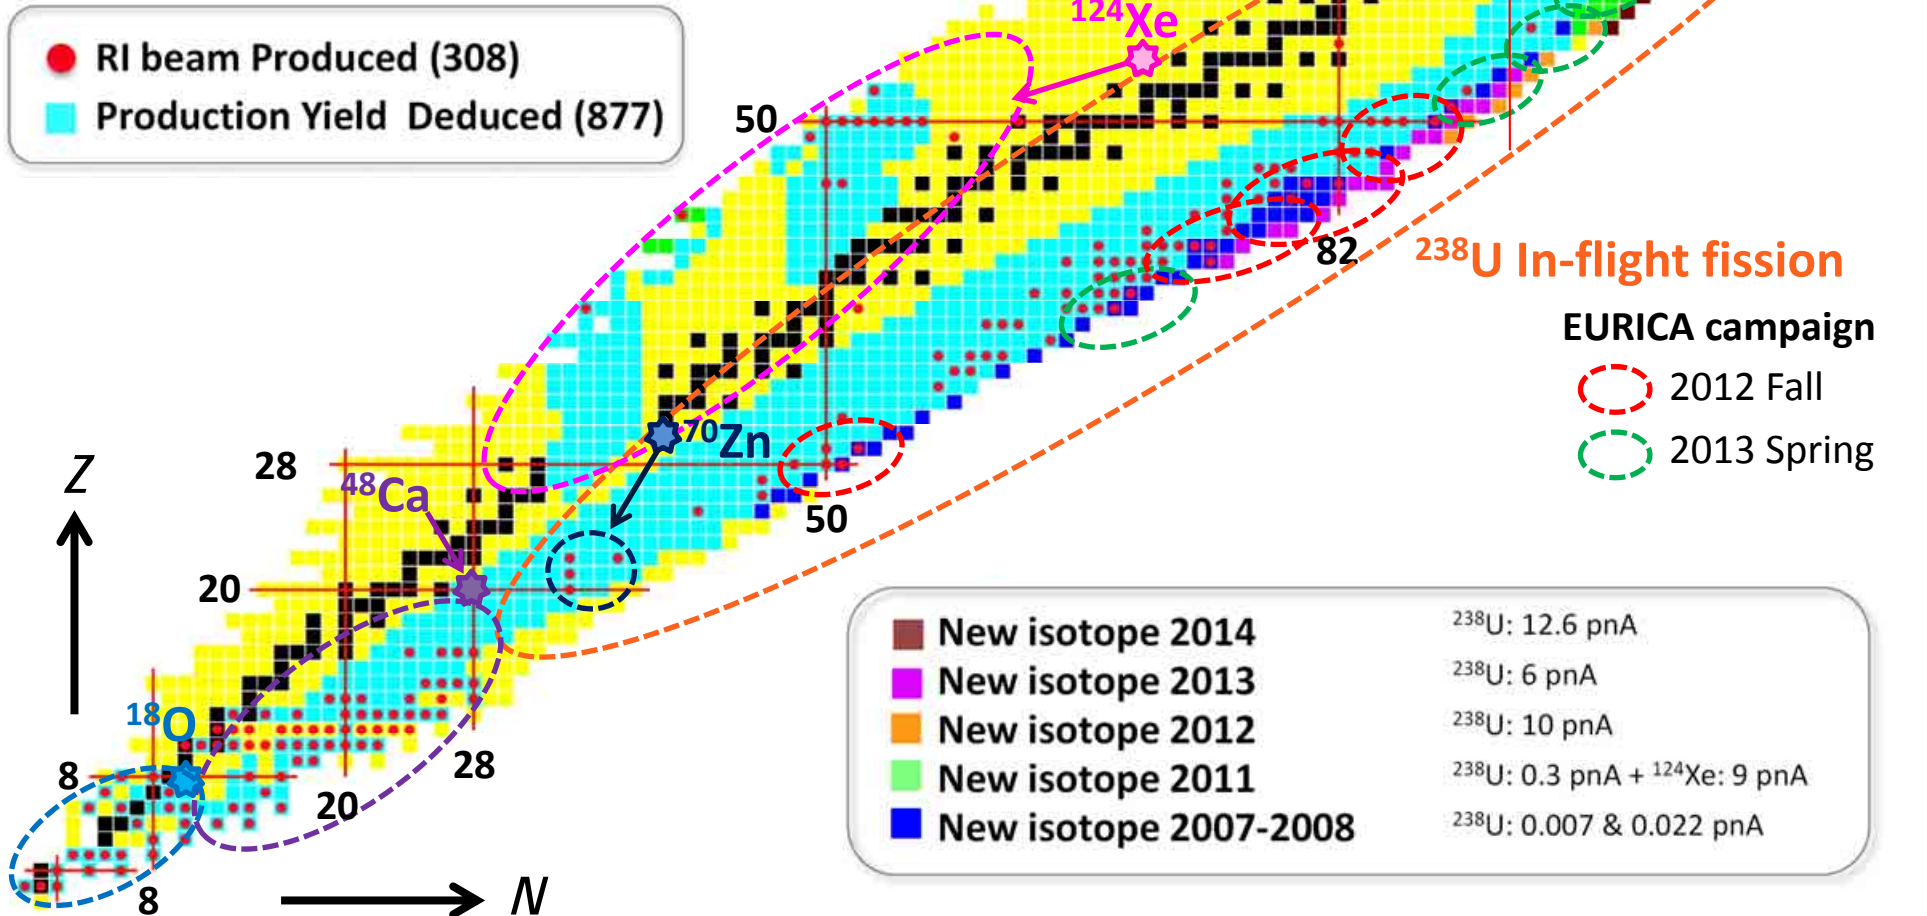 RI beam Produced (308)
Production Yield  Deduced (877)
¹²⁴Xe
50
82
²³⁸U In-flight fission
EURICA campaign
2012 Fall
2013 Spring
⁷⁰Zn
28
Z
⁴⁸Ca
50
20
¹⁸O
8
28
20
8
N
New isotope 2014
²³⁸U: 12.6 pnA
New isotope 2013
²³⁸U: 6 pnA
New isotope 2012
²³⁸U: 10 pnA
New isotope 2011
²³⁸U: 0.3 pnA + ¹²⁴Xe: 9 pnA
New isotope 2007-2008
²³⁸U: 0.007 & 0.022 pnA